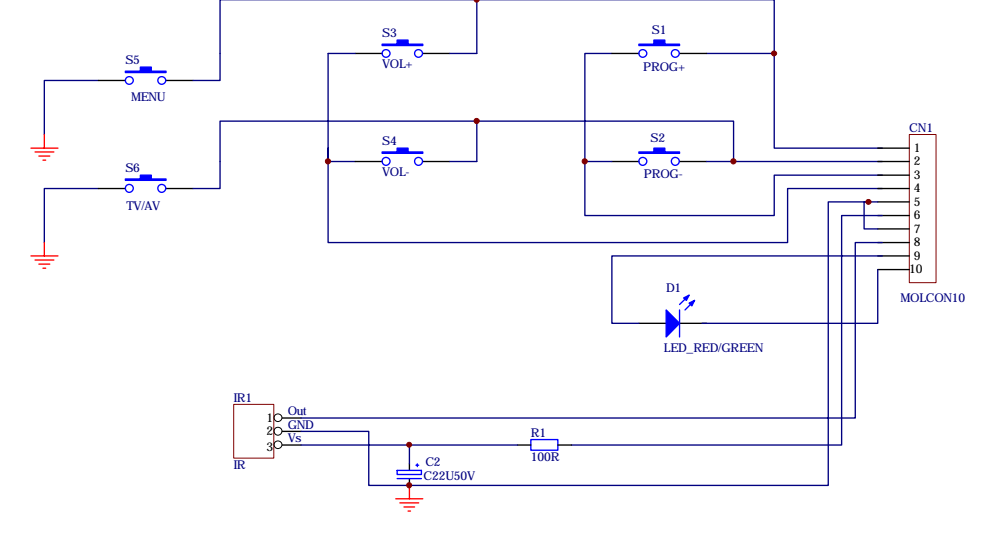 S3
VOL+
S1
PROG+
S5
MENU
S4
VOL-
S2
PROG-
S6
TV/AV
CN1
1
2
3
4
5
6
7
8
9
10
MOLCON10
D1
LED_RED/GREEN
IR1
1 Out
2 GND
3 Vs
IR
R1
100R
+ C2
C22U50V